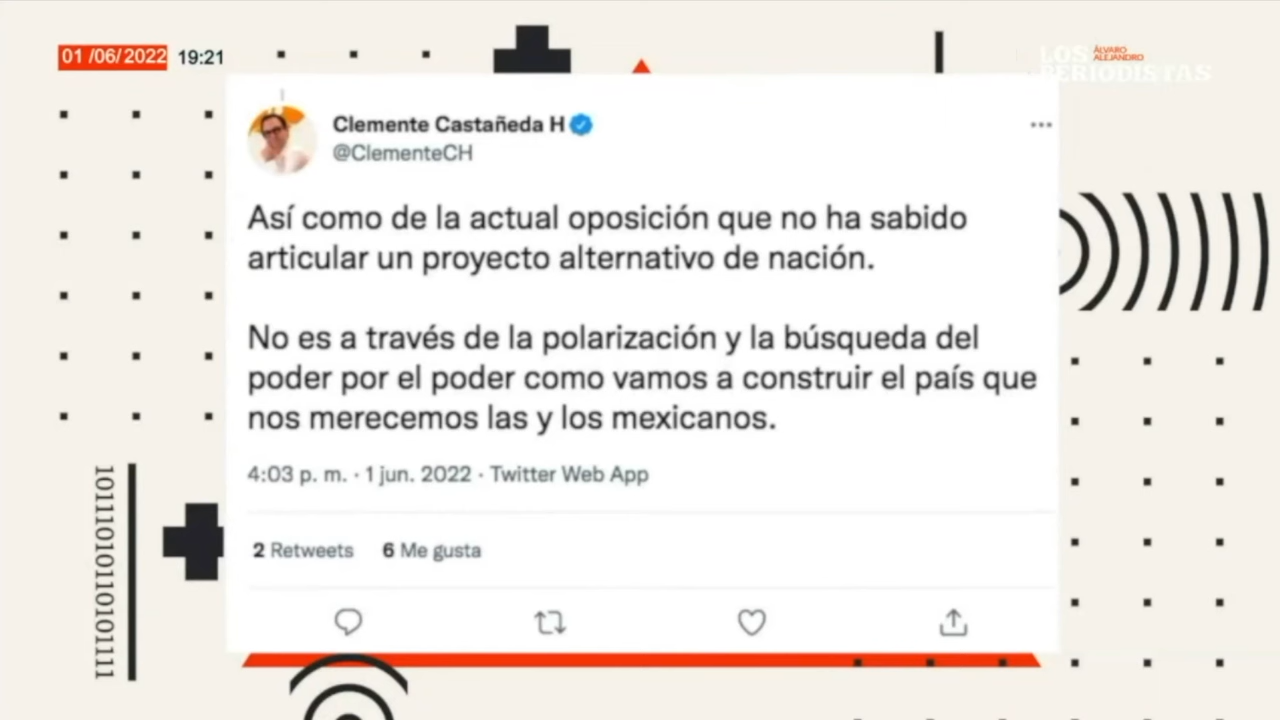 01 /06/2022 19:21
LOS ÁLVARO ALEJANDRO
PERIODISTAS
Clemente Castañeda H
@ClementeCH
Así como de la actual oposición que no ha sabido
articular un proyecto alternativo de nación.
No es a través de la polarización y la búsqueda del
poder por el poder como vamos a construir el país que
nos merecemos las y los mexicanos.
4:03 p. m. · 1 jun. 2022 · Twitter Web App
2 Retweets 6 Me gusta
1011101011010101111